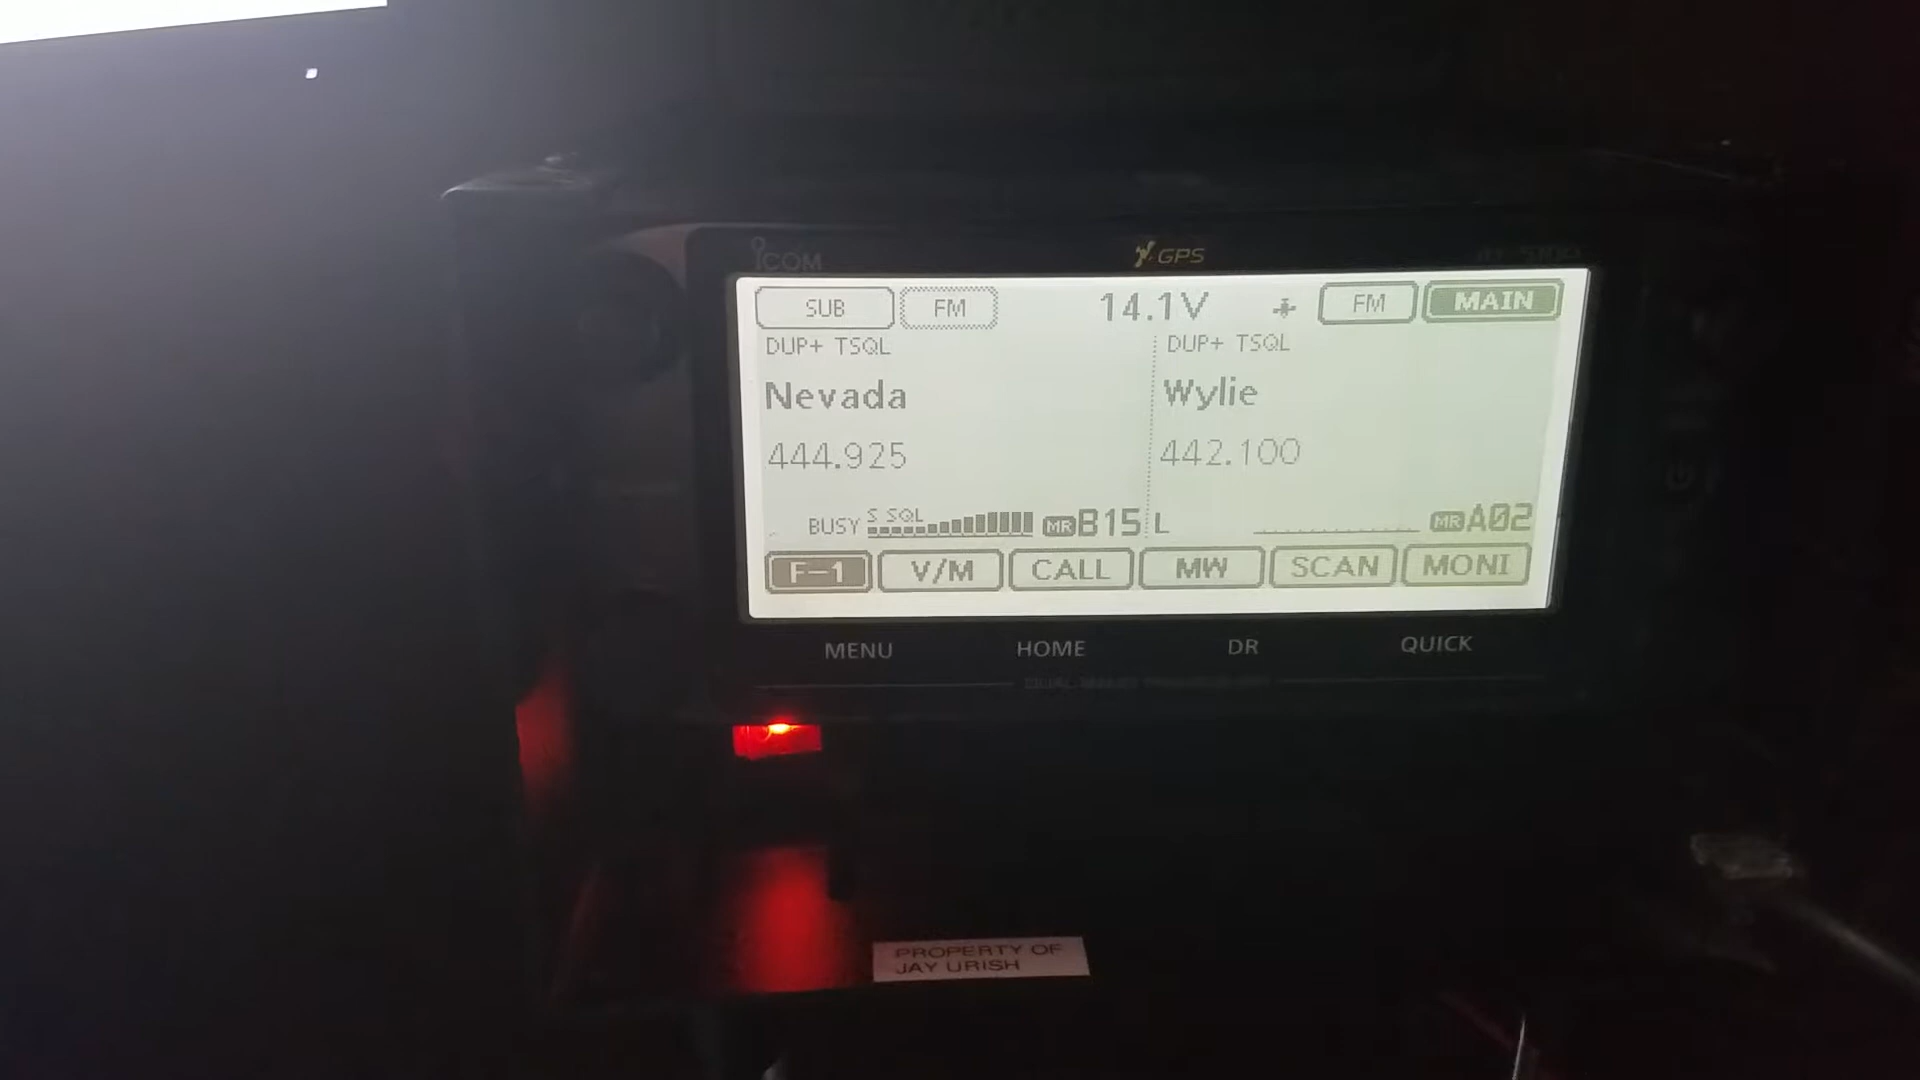 ICOM GPS
SUB FM 14.1V FM MAIN
DUP+ TSQL DUP+ TSQL
Nevada Wylie
444.925 442.100
BUSY S SQL MR B15 L MR A02
F-1 V/M CALL MW SCAN MONI
MENU HOME DR QUICK
PROPERTY OF
JAY URISH